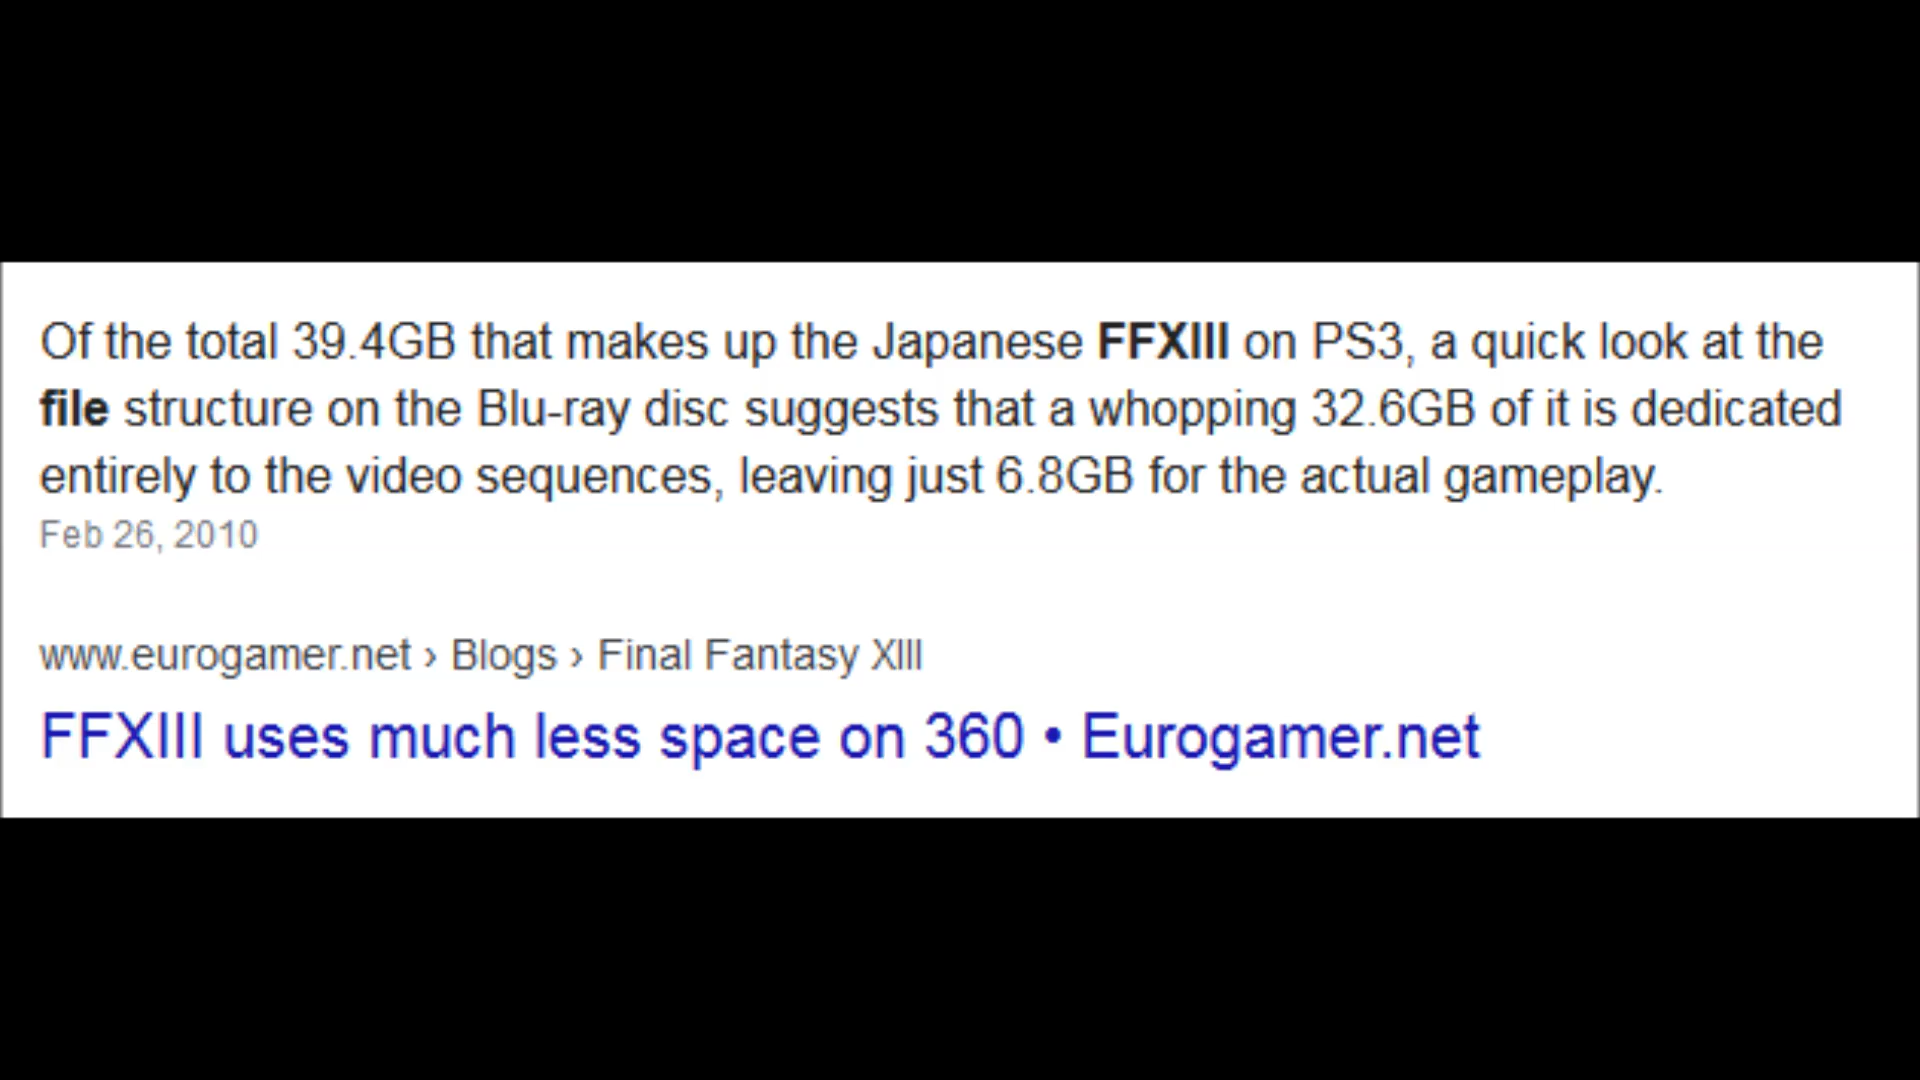 Of the total 39.4GB that makes up the Japanese FFXIII on PS3, a quick look at the
file structure on the Blu-ray disc suggests that a whopping 32.6GB of it is dedicated
entirely to the video sequences, leaving just 6.8GB for the actual gameplay.
Feb 26, 2010
www.eurogamer.net › Blogs › Final Fantasy XIII
FFXIII uses much less space on 360 • Eurogamer.net